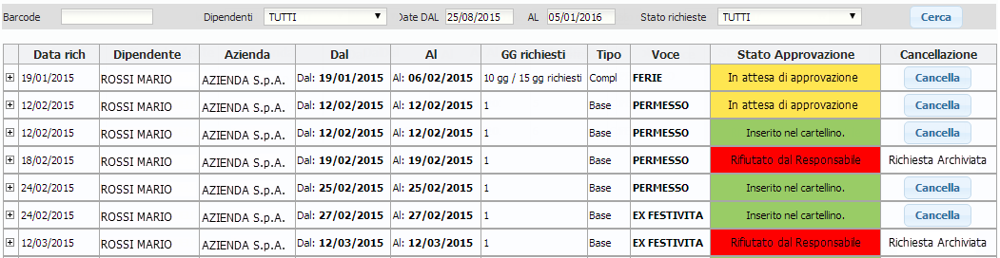 Barcode Dipendenti TUTTI Date DAL 25/08/2015 AL 05/01/2016 Stato richieste TUTTI Cerca
Data rich Dipendente Azienda Dal Al GG richiesti Tipo Voce Stato Approvazione Cancellazione
19/01/2015 ROSSI MARIO AZIENDA S.p.A. Dal: 19/01/2015 Al: 06/02/2015 10 gg / 15 gg richiesti Compl FERIE In attesa di approvazione Cancella
12/02/2015 ROSSI MARIO AZIENDA S.p.A. Dal: 12/02/2015 Al: 12/02/2015 1 Base PERMESSO In attesa di approvazione Cancella
12/02/2015 ROSSI MARIO AZIENDA S.p.A. Dal: 12/02/2015 Al: 12/02/2015 1 Base PERMESSO Inserito nel cartellino. Cancella
18/02/2015 ROSSI MARIO AZIENDA S.p.A. Dal: 19/02/2015 Al: 19/02/2015 1 Base PERMESSO Rifiutato dal Responsabile Richiesta Archiviata
24/02/2015 ROSSI MARIO AZIENDA S.p.A. Dal: 25/02/2015 Al: 25/02/2015 1 Base PERMESSO Inserito nel cartellino. Cancella
24/02/2015 ROSSI MARIO AZIENDA S.p.A. Dal: 27/02/2015 Al: 27/02/2015 1 Base EX FESTIVITA Inserito nel cartellino. Cancella
12/03/2015 ROSSI MARIO AZIENDA S.p.A. Dal: 12/03/2015 Al: 12/03/2015 1 Base EX FESTIVITA Rifiutato dal Responsabile Richiesta Archiviata